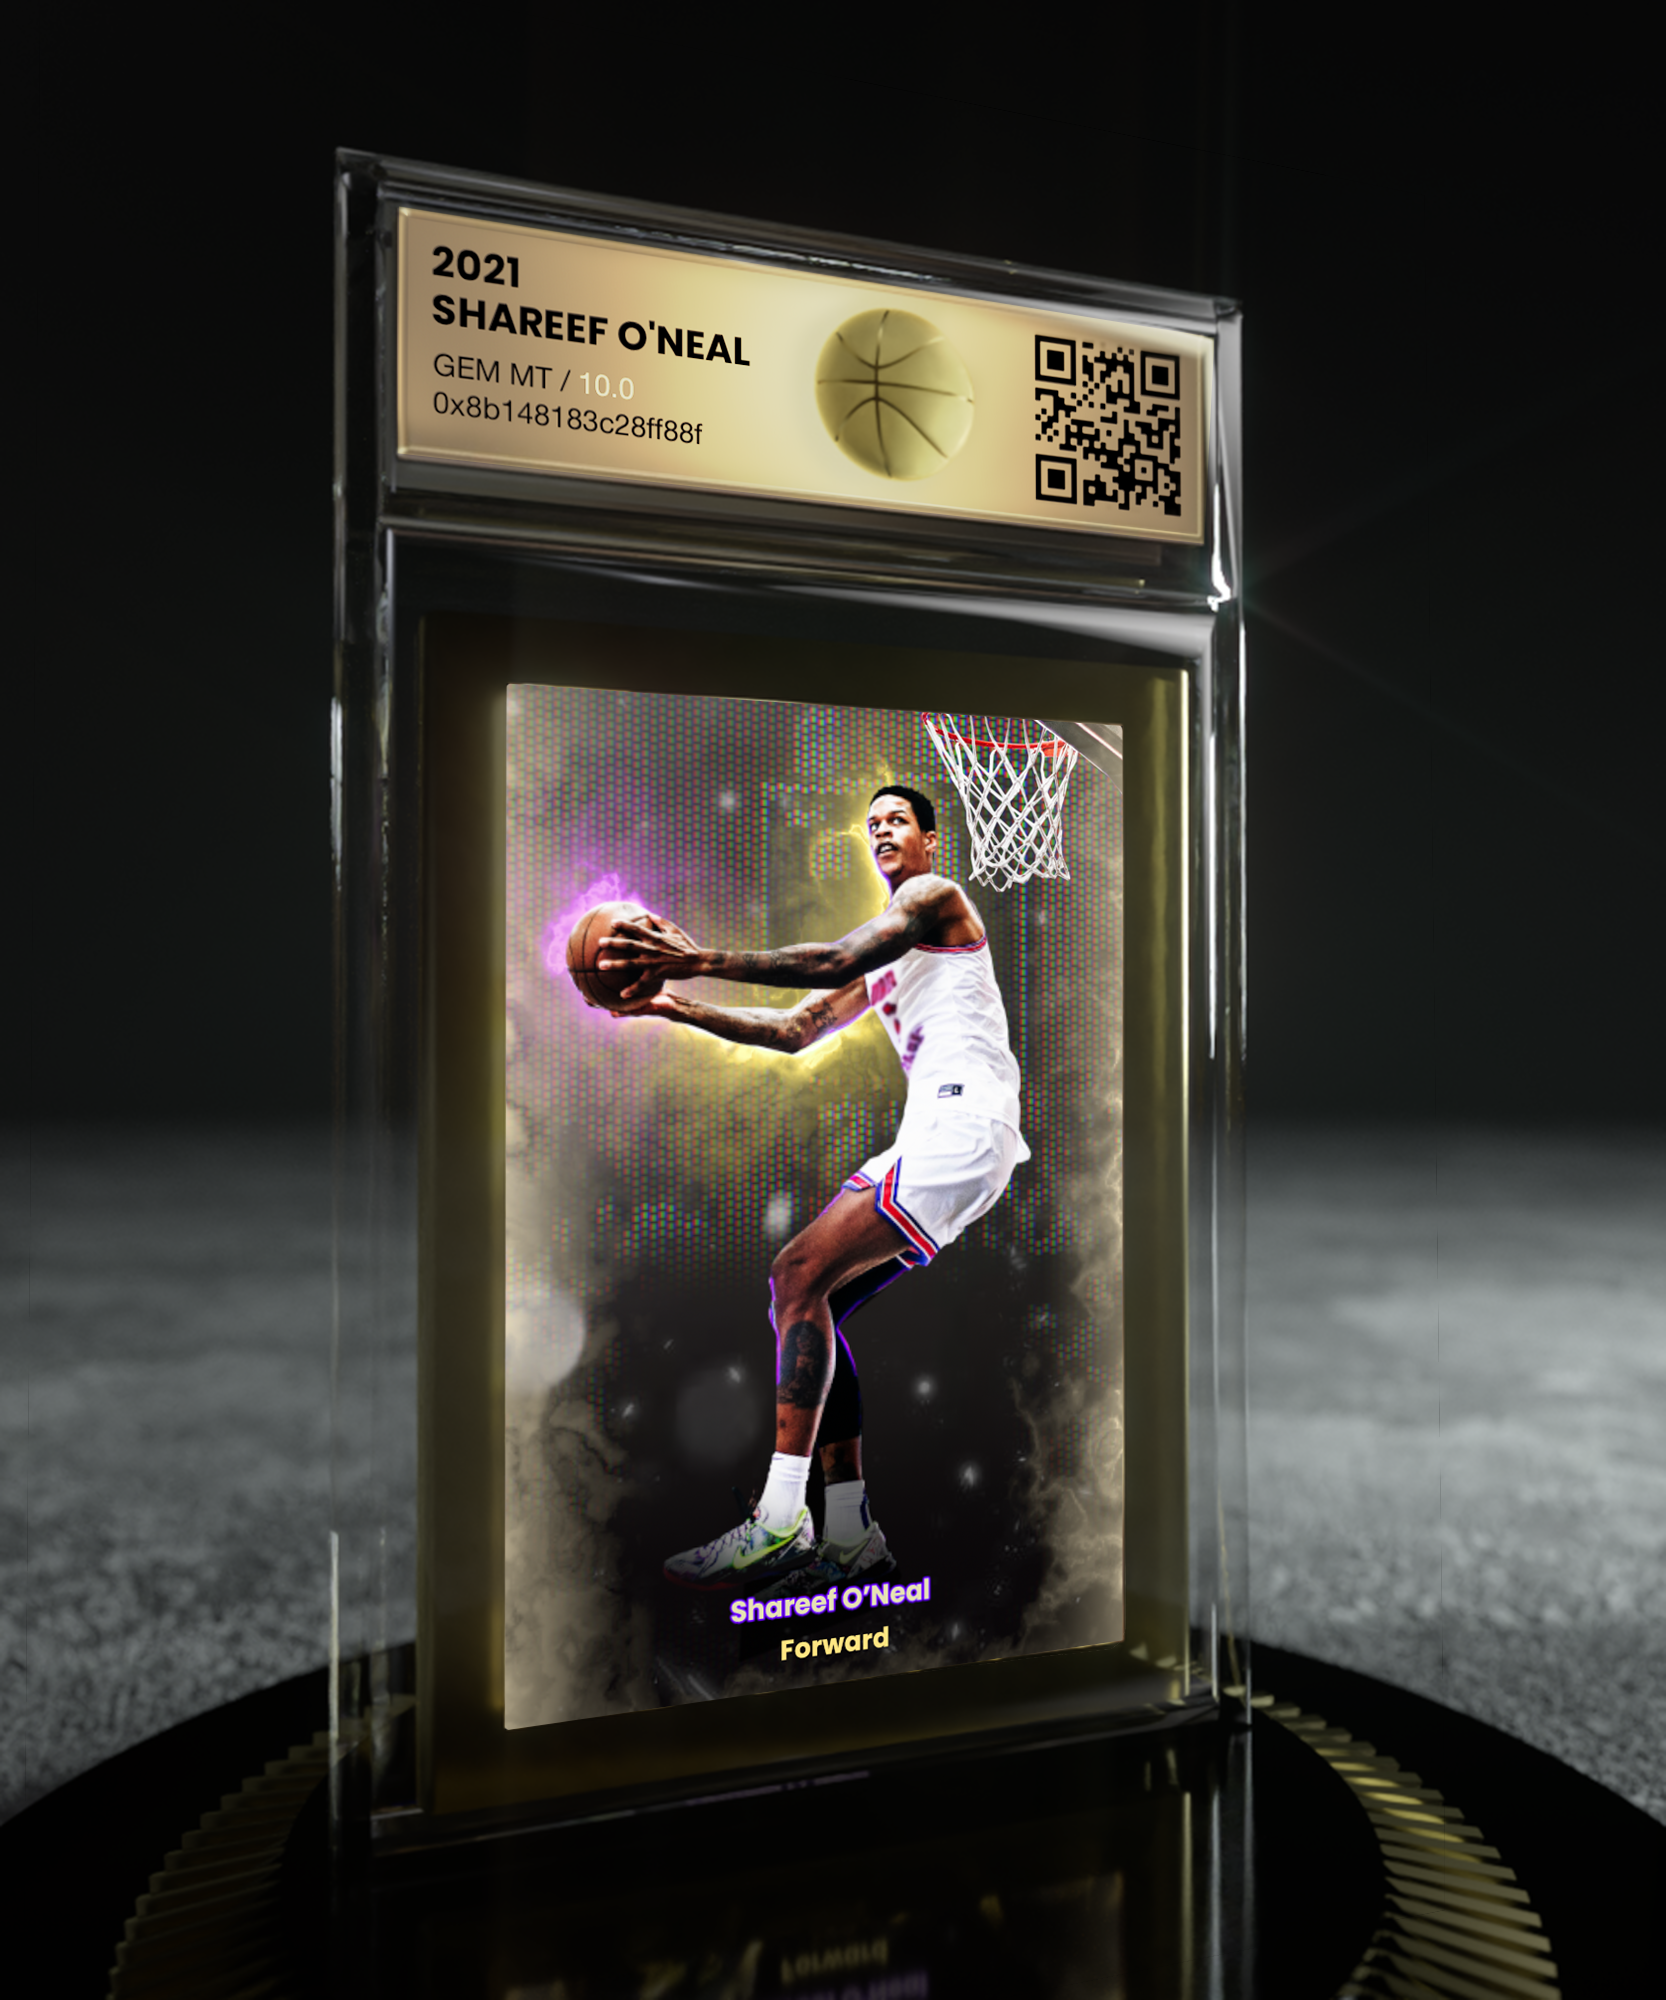 2021
SHAREEF O'NEAL
GEM MT / 10.0
0x8b148183c28ff88f
Shareef O’Neal
Forward